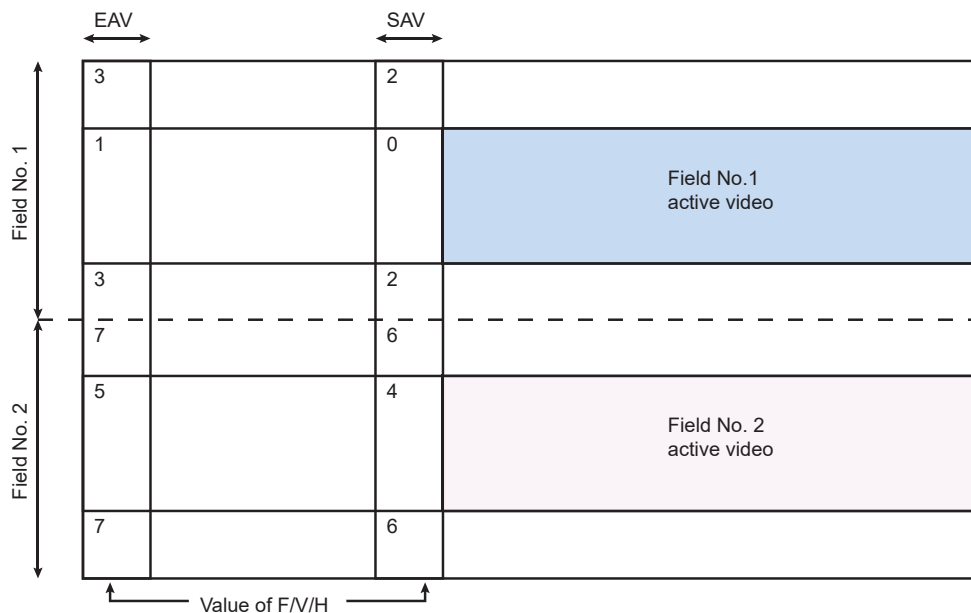 EAV SAV
3 2
1 0
Field No.1
active video
Field No. 1
3 2
7 6
5 4
Field No. 2
active video
Field No. 2
7 6
Value of F/V/H